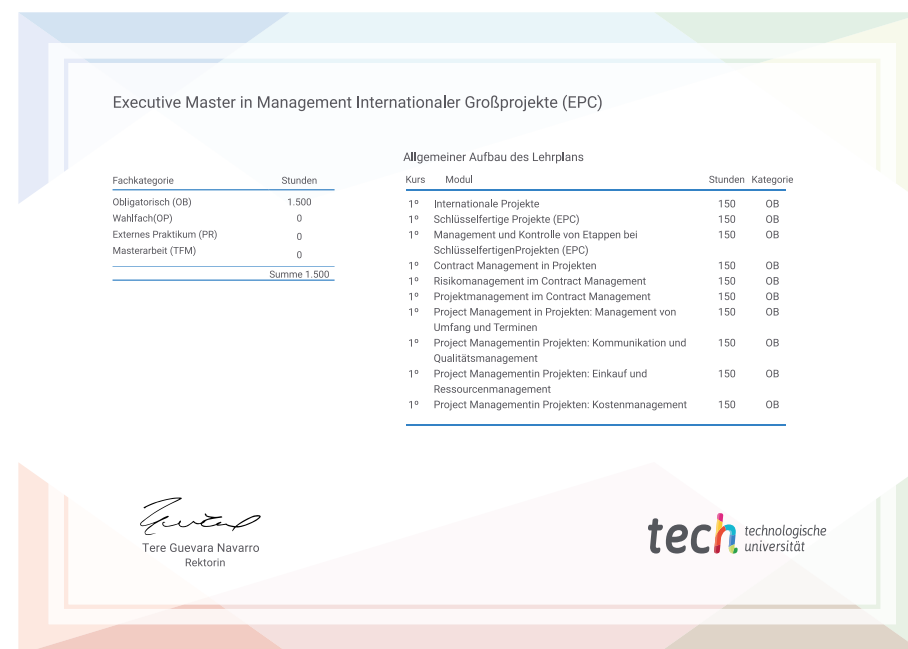 Executive Master in Management Internationaler Großprojekte (EPC)
Fachkategorie Stunden
Obligatorisch (OB) 1.500
Wahlfach(OP) 0
Externes Praktikum (PR) 0
Masterarbeit (TFM) 0
Summe 1.500
Allgemeiner Aufbau des Lehrplans
Kurs Modul Stunden Kategorie
1º Internationale Projekte 150 OB
1º Schlüsselfertige Projekte (EPC) 150 OB
1º Management und Kontrolle von Etappen bei 150 OB
SchlüsselfertigenProjekten (EPC)
1º Contract Management in Projekten 150 OB
1º Risikomanagement im Contract Management 150 OB
1º Projektmanagement im Contract Management 150 OB
1º Project Management in Projekten: Management von 150 OB
Umfang und Terminen
1º Project Managementin Projekten: Kommunikation und 150 OB
Qualitätsmanagement
1º Project Managementin Projekten: Einkauf und 150 OB
Ressourcenmanagement
1º Project Managementin Projekten: Kostenmanagement 150 OB
Tere Guevara Navarro
Rektorin
tech technologische
universität